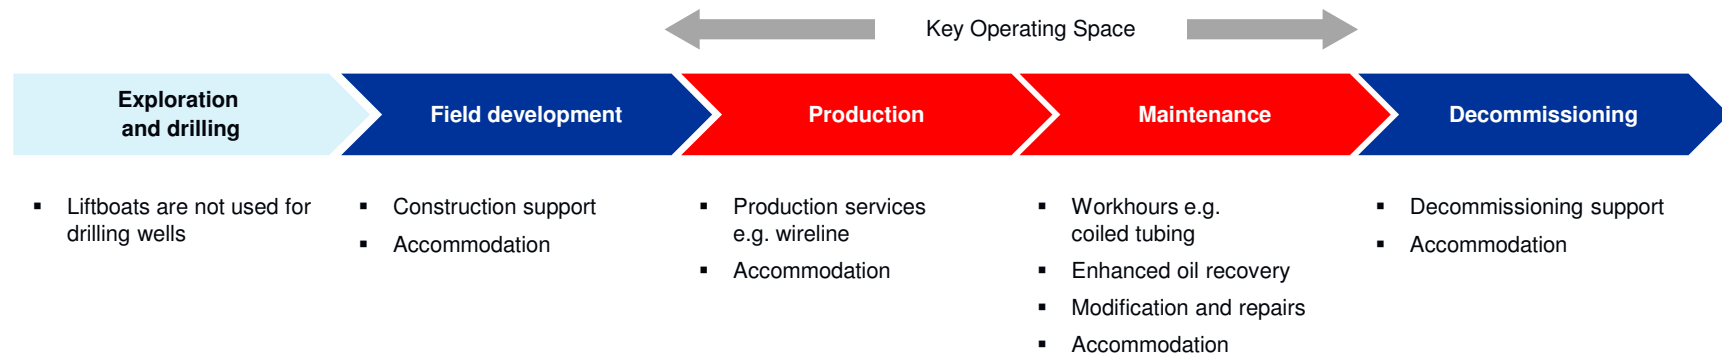 Key Operating Space
Exploration
and drilling
Field development
Production
Maintenance
Decommissioning
▪ Liftboats are not used for
drilling wells
▪ Construction support
▪ Accommodation
▪ Production services
e.g. wireline
▪ Accommodation
▪ Workhours e.g.
coiled tubing
▪ Enhanced oil recovery
▪ Modification and repairs
▪ Accommodation
▪ Decommissioning support
▪ Accommodation